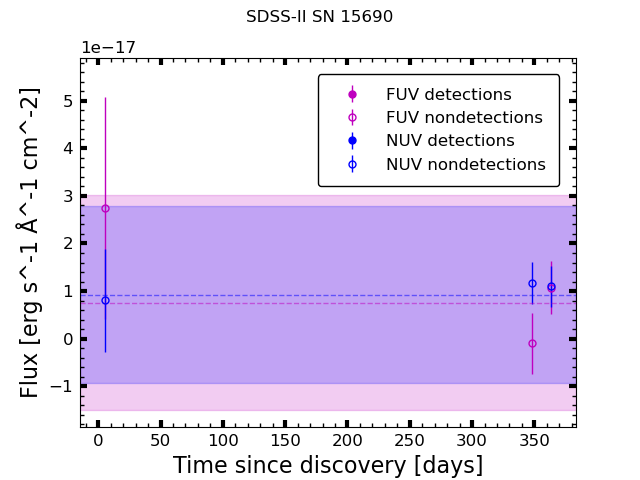 SDSS-II SN 15690
1e−17
FUV detections
FUV nondetections
NUV detections
NUV nondetections
5
4
3
2
1
0
−1
Flux [erg s^-1 Å^-1 cm^-2]
0 50 100 150 200 250 300 350
Time since discovery [days]